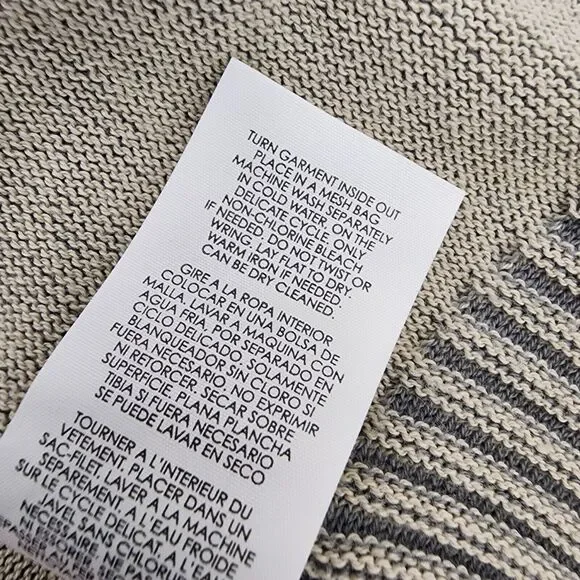 TURN GARMENT INSIDE OUT
PLACE IN A MESH BAG
MACHINE WASH SEPARATELY
IN COLD WATER, ON THE
DELICATE CYCLE, ONLY
NON-CHLORINE BLEACH
IF NEEDED. DO NOT TWIST OR
WRING. LAY FLAT TO DRY.
WARM IRON IF NEEDED.
CAN BE DRY CLEANED.
GIRE A LA ROPA INTERIOR
COLOCAR EN UNA BOLSA DE
MALLA. LAVAR A MAQUINA CON
AGUA FRIA, POR SEPARADO EN
CICLO DELICADO. SOLAMENTE
BLANQUEADOR SIN CLORO SI
FUERA NECESARIO. NO EXPRIMIR
NI RETORCER. SECAR SOBRE
SUPERFICIE. PLANA PLANCHA
TIBIA SI FUERA NECESARIO
SE PUEDE LAVAR EN SECO
TOURNER A L'INTERIEUR DU
VETEMENT, PLACER DANS UN
SAC-FILET, LAVER A LA MACHINE
SEPAREMENT, A L'EAU FROIDE
SUR LE CYCLE DELICAT, A L'EAU
JAVEL SANS CHLORE
NECESSAIRE. NE PAS